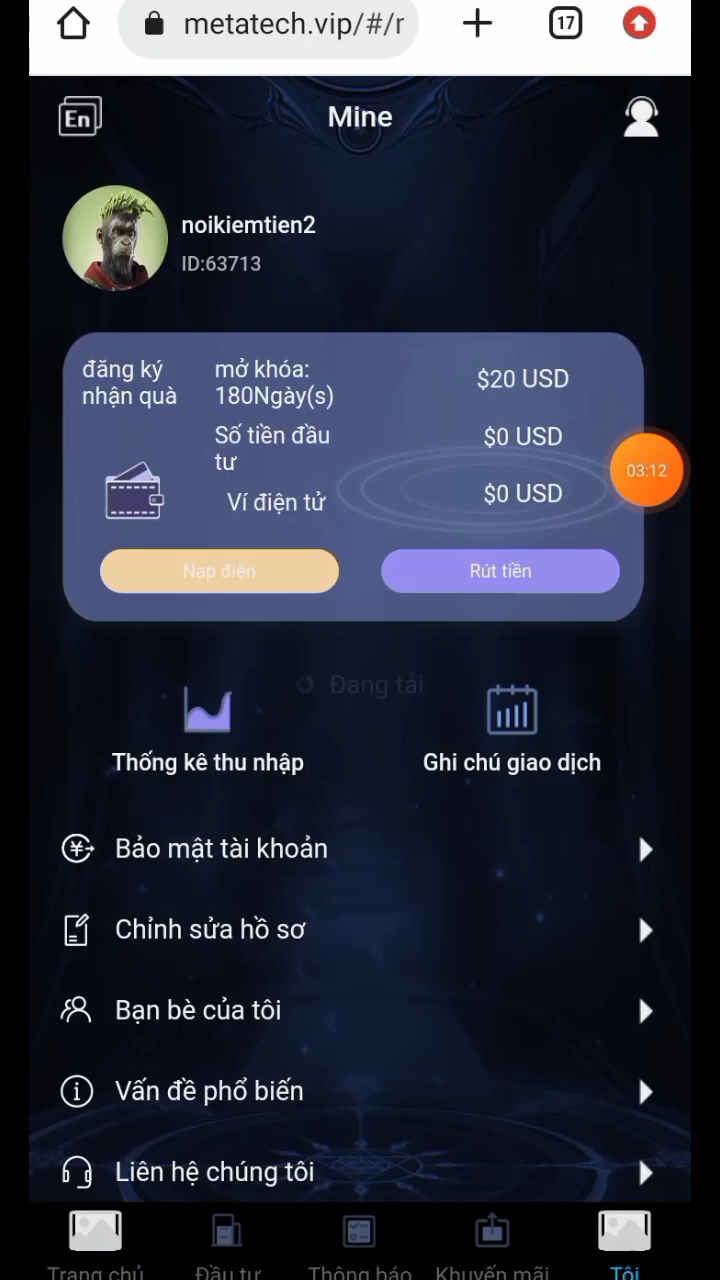 metatech.vip/#/r
17
En
Mine
noikiemtien2
ID:63713
đăng ký
nhận quà
mở khóa:
180Ngày(s)
$20 USD
Số tiền đầu
tư
$0 USD
03:12
Ví điện tử
$0 USD
Nạp điện
Rút tiền
Đang tải
Thống kê thu nhập
Ghi chú giao dịch
Bảo mật tài khoản
Chỉnh sửa hồ sơ
Bạn bè của tôi
Vấn đề phổ biến
Liên hệ chúng tôi
Trang chủ
Đầu tư
Thông báo
Khuyến mãi
Tôi